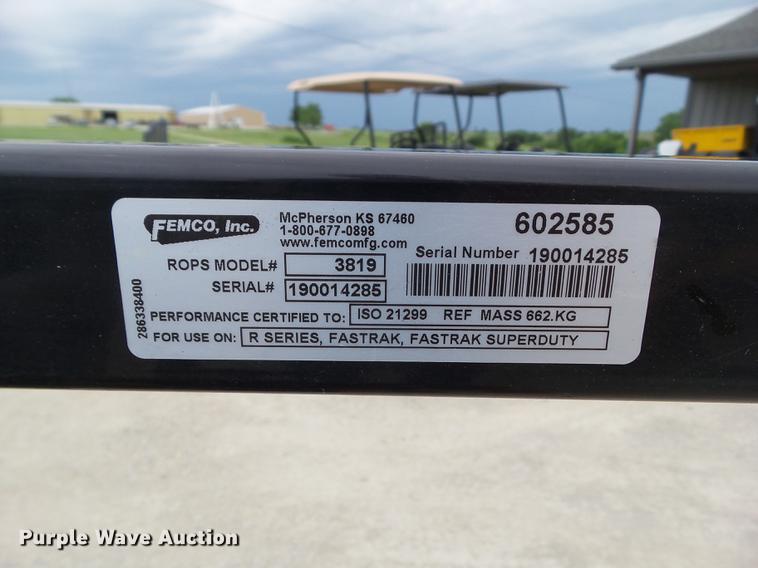 FEMCO, Inc.
McPherson KS 67460
1-800-677-0898
www.femcomfg.com
602585
Serial Number 190014285
ROPS MODEL# 3819
SERIAL# 190014285
PERFORMANCE CERTIFIED TO: ISO 21299 REF MASS 662.KG
FOR USE ON: R SERIES, FASTRAK, FASTRAK SUPERDUTY
286338400
Purple Wave Auction